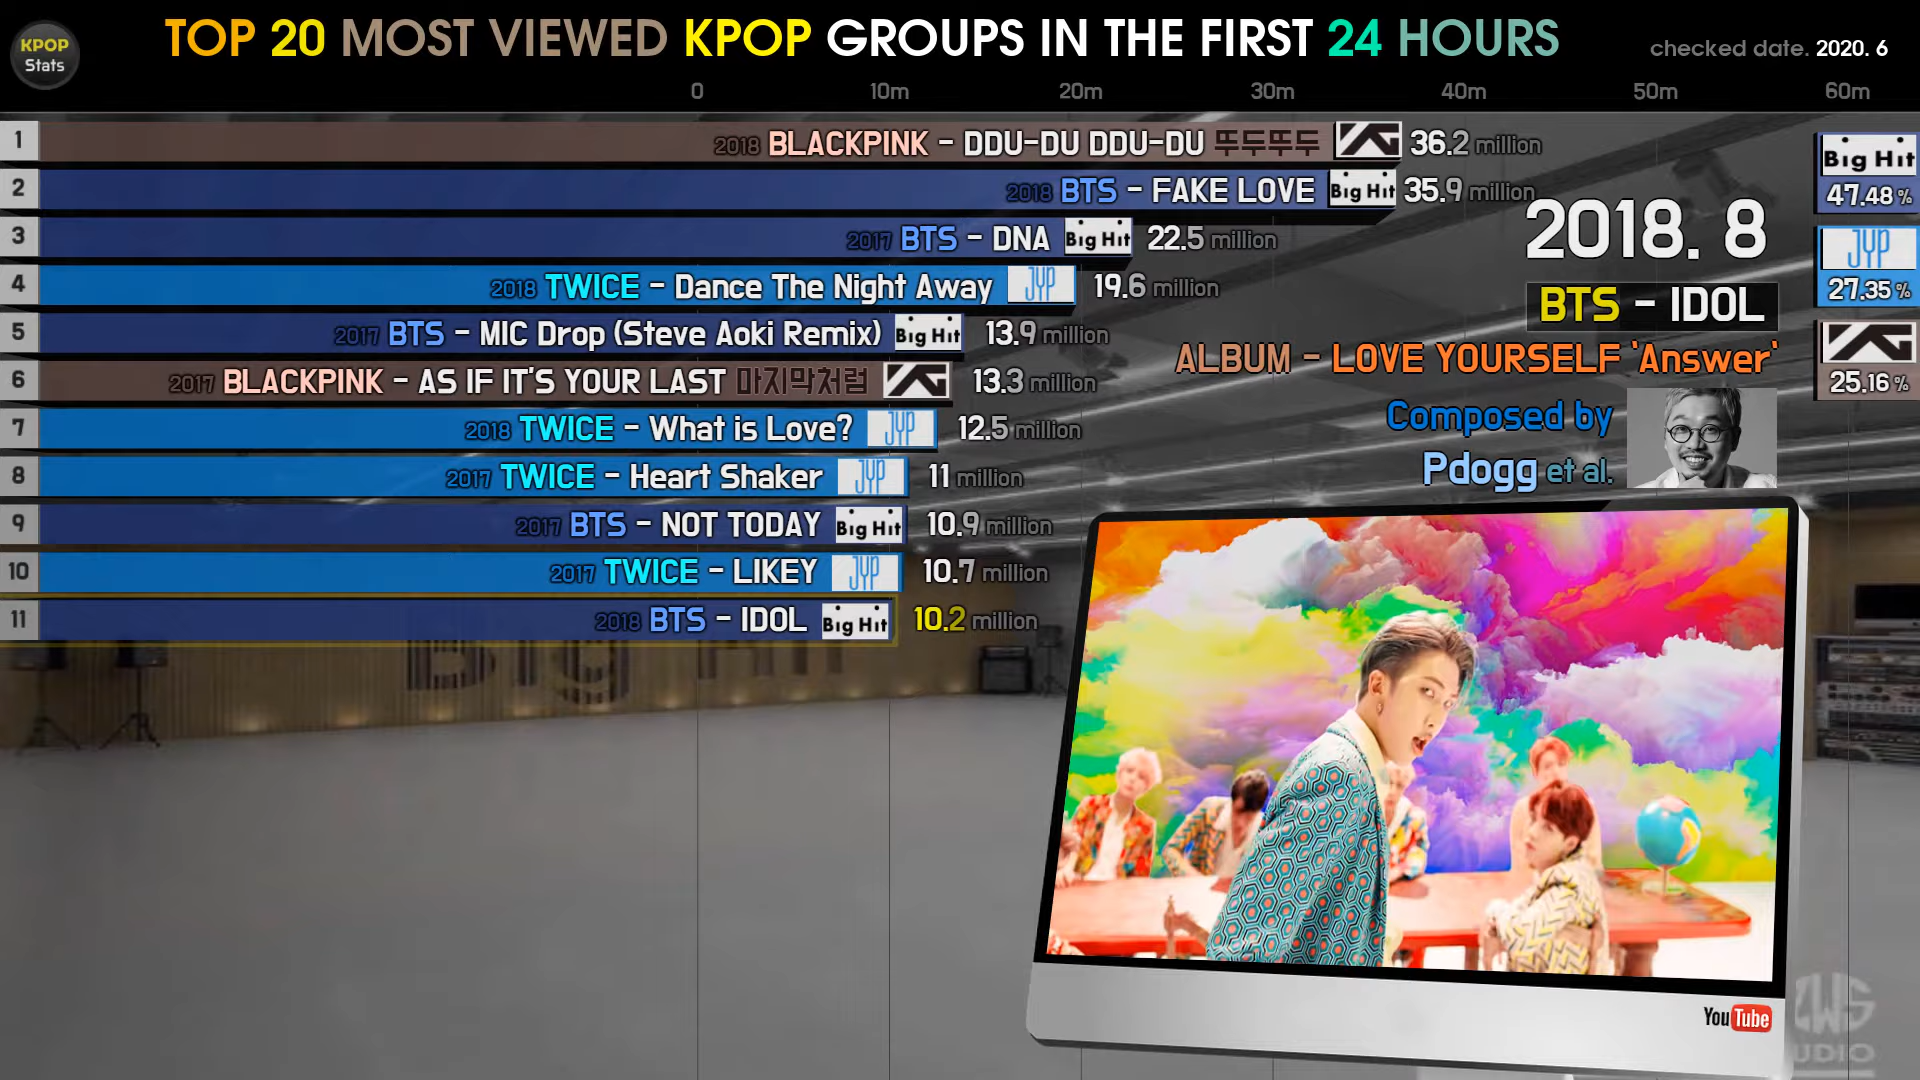 KPOP Stats
TOP 20 MOST VIEWED KPOP GROUPS IN THE FIRST 24 HOURS
checked date. 2020. 6
0 10m 20m 30m 40m 50m 60m
1 2018 BLACKPINK - DDU-DU DDU-DU 뚜두뚜두 YG 36.2 million
2 2018 BTS - FAKE LOVE Big Hit 35.9 million
3 2017 BTS - DNA Big Hit 22.5 million
4 2018 TWICE - Dance The Night Away JYP 19.6 million
5 2017 BTS - MIC Drop (Steve Aoki Remix) Big Hit 13.9 million
6 2017 BLACKPINK - AS IF IT'S YOUR LAST 마지막처럼 YG 13.3 million
7 2018 TWICE - What is Love? JYP 12.5 million
8 2017 TWICE - Heart Shaker JYP 11 million
9 2017 BTS - NOT TODAY Big Hit 10.9 million
10 2017 TWICE - LIKEY JYP 10.7 million
11 2018 BTS - IDOL Big Hit 10.2 million
Big Hit
47.48 %
JYP
27.35 %
YG
25.16 %
2018. 8
BTS - IDOL
ALBUM - LOVE YOURSELF 'Answer'
Composed by
Pdogg et al.
Big Hit
YouTube